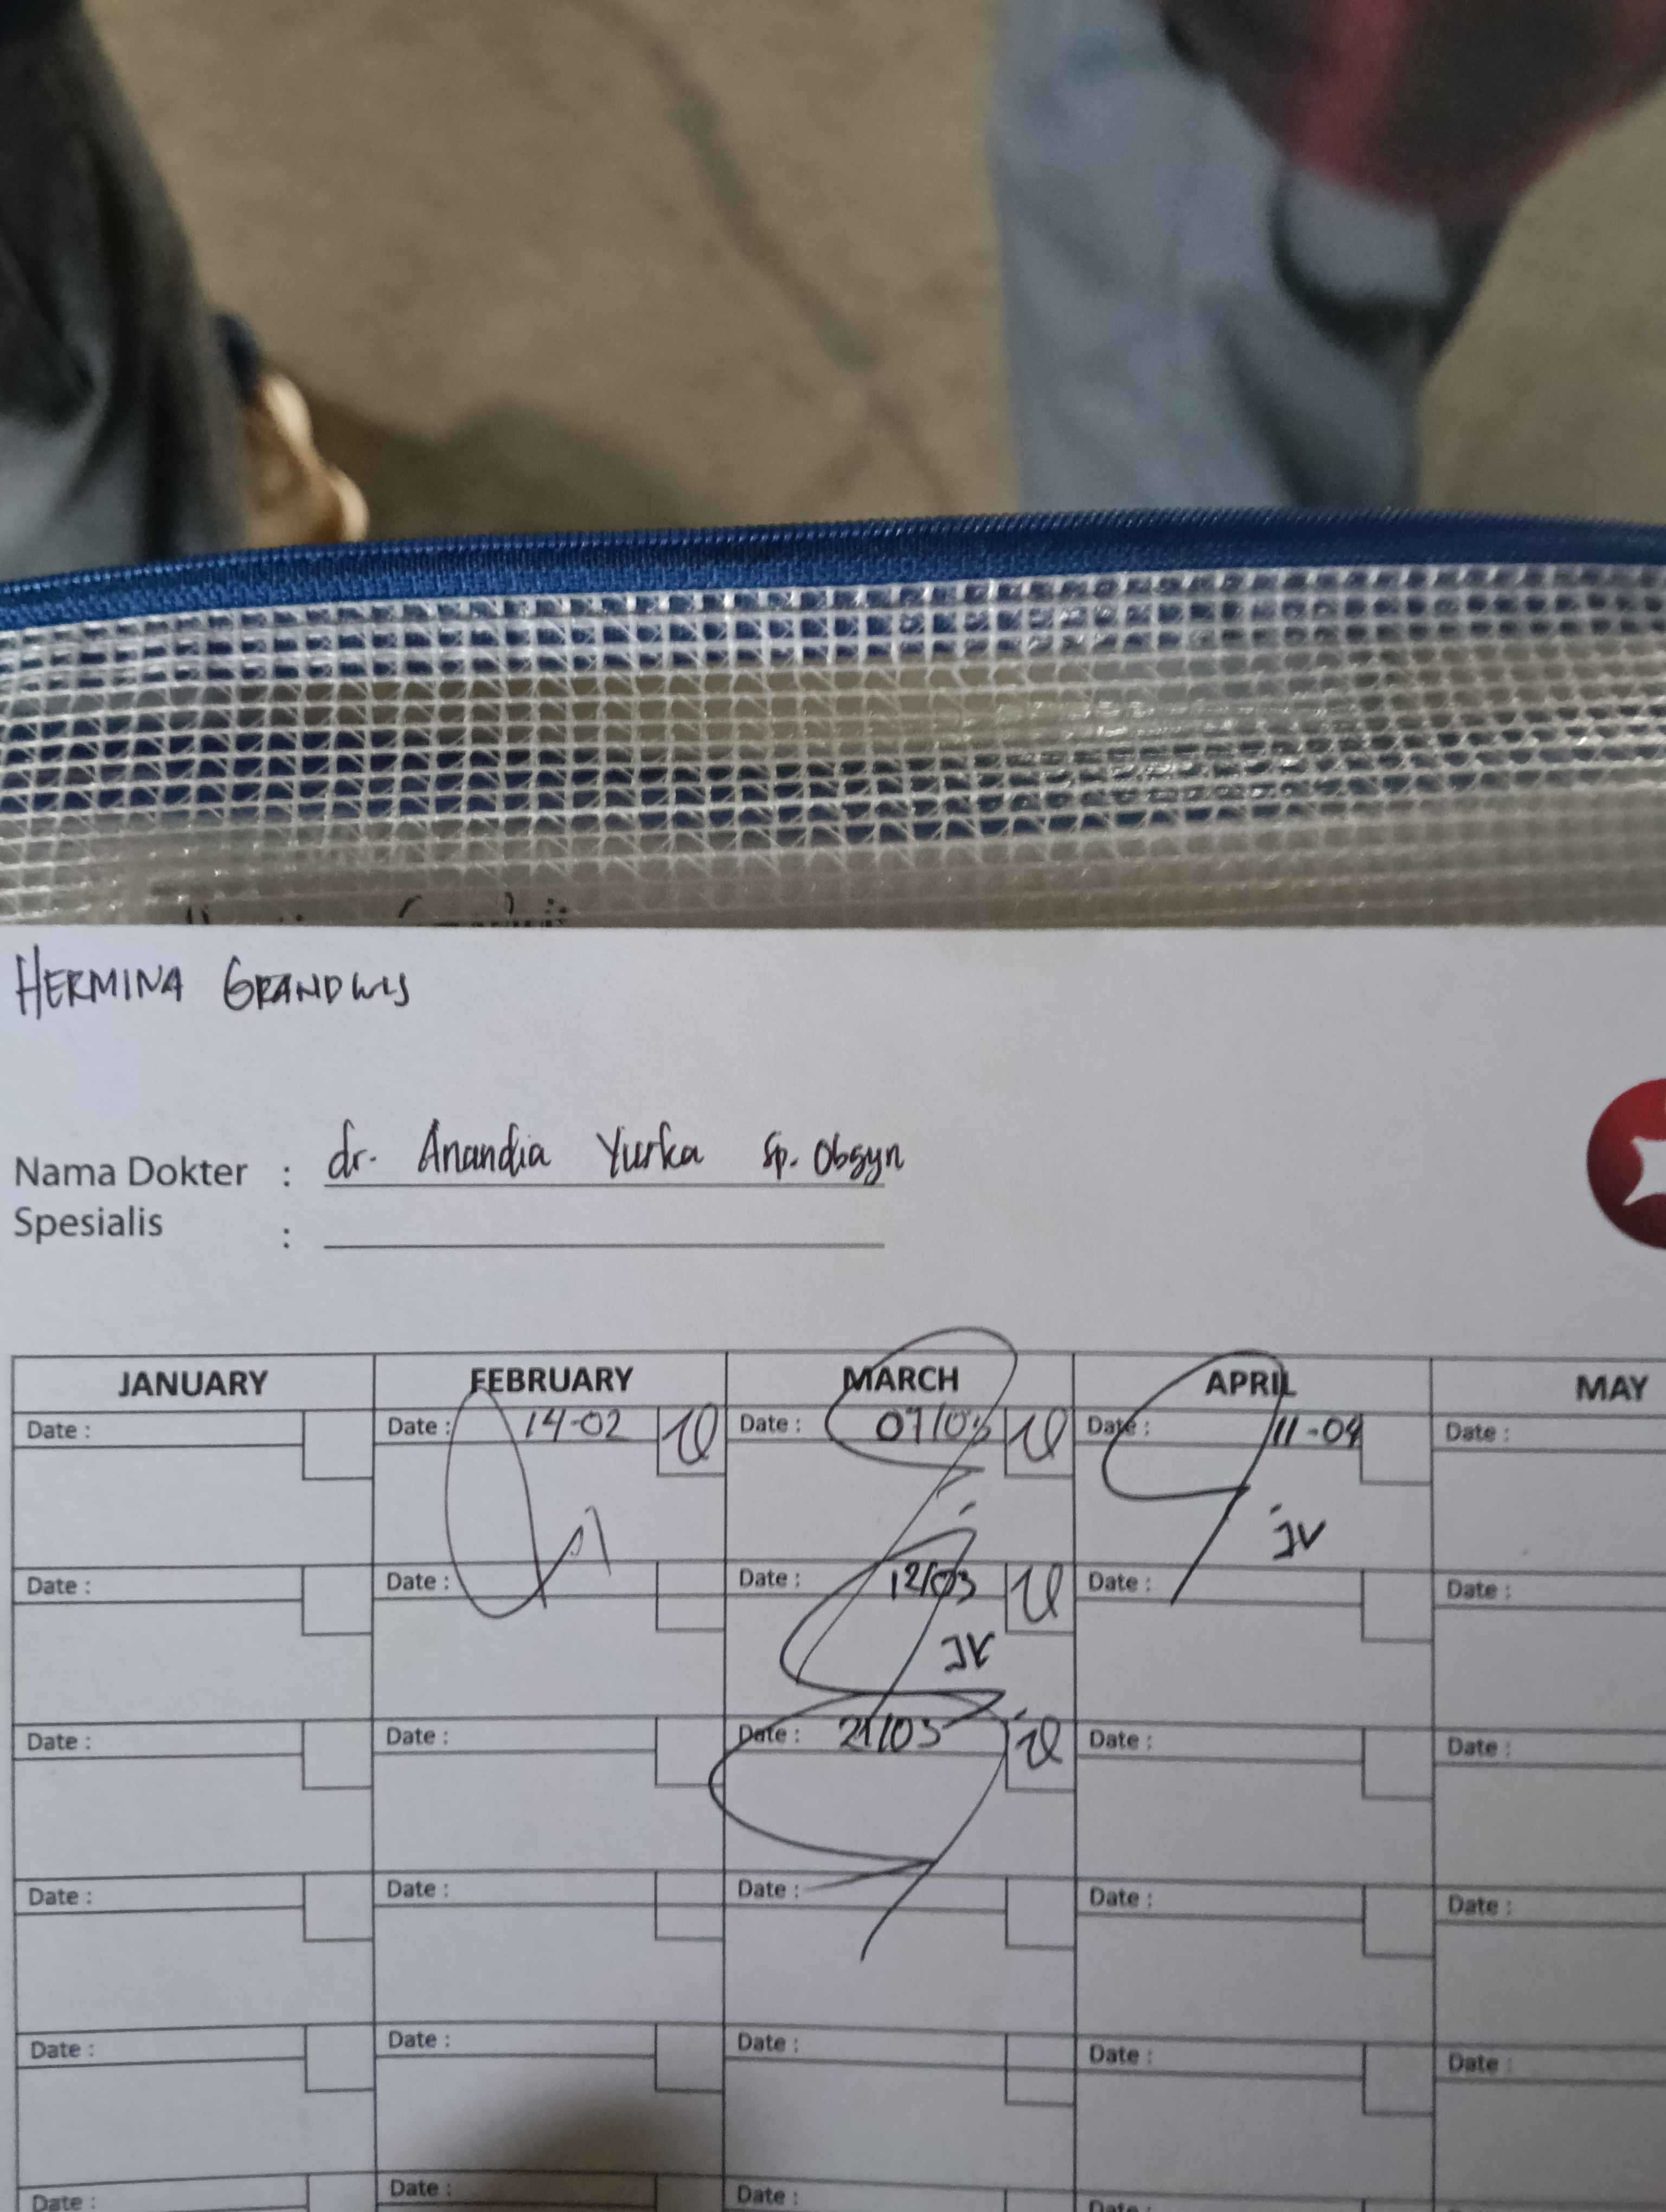 HERMINA GRANDWIS
Nama Dokter : dr. Anandia Yurka Sp. Obgyn
Spesialis :
JANUARY FEBRUARY MARCH APRIL MAY
Date : Date : 14-02 Date : 07/03 Date : 11-04 Date :
Date : Date : Date : 12/03 Date : Date :
Date : Date : Date : 21/03 Date : Date :
Date : Date : Date : Date : Date :
Date : Date : Date : Date : Date :
Date : Date : Date : Date :